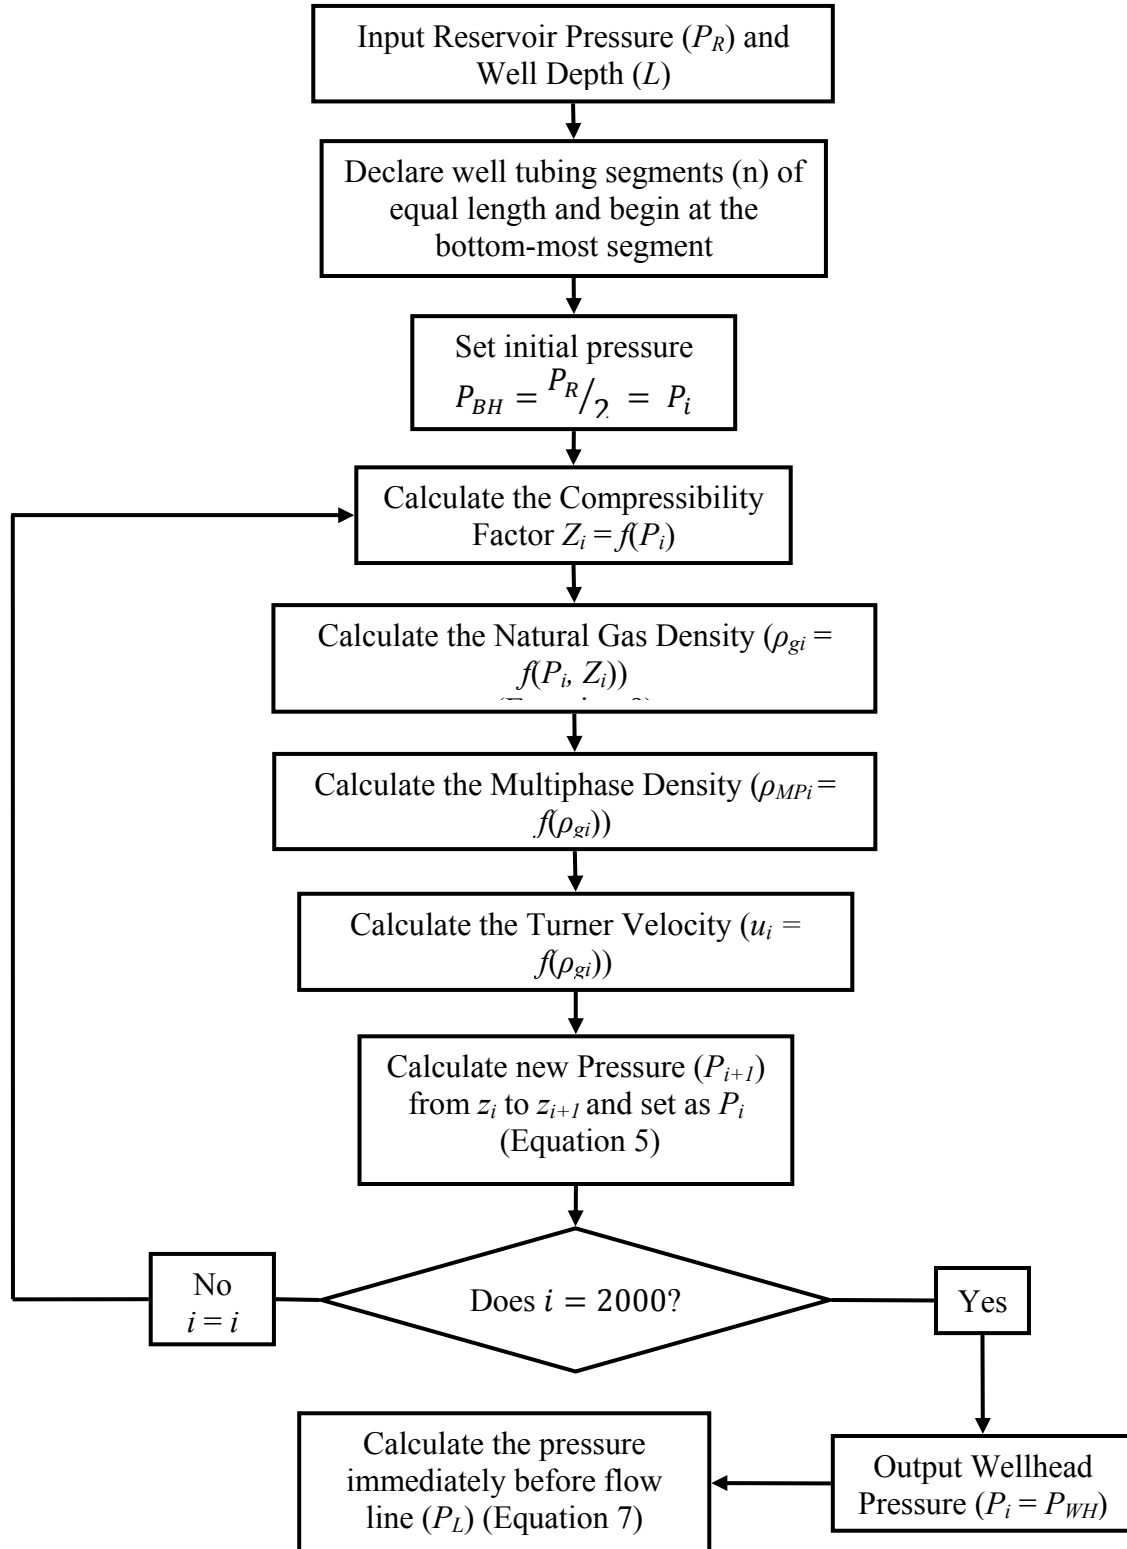 Input Reservoir Pressure (P_R) and
Well Depth (L)
Declare well tubing segments (n) of
equal length and begin at the
bottom-most segment
Set initial pressure
P_BH = P_R/2 = P_i
Calculate the Compressibility
Factor Z_i = f(P_i)
Calculate the Natural Gas Density (ρ_gi =
f(P_i, Z_i))
Calculate the Multiphase Density (ρ_MPi =
f(ρ_gi))
Calculate the Turner Velocity (u_i =
f(ρ_gi))
Calculate new Pressure (P_i+1)
from z_i to z_i+1 and set as P_i
(Equation 5)
Does i = 2000?
No
i = i
Yes
Output Wellhead
Pressure (P_i = P_WH)
Calculate the pressure
immediately before flow
line (P_L) (Equation 7)